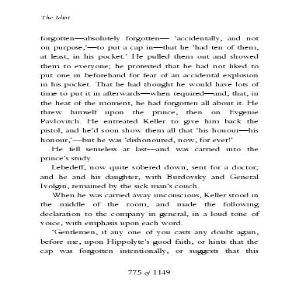 The Idiot
forgotten—absolutely forgotten— 'accidentally, and not
on purpose,'—to put a cap in—that he 'had ten of them,
at least, in his pocket.' He pulled them out and showed
them to everyone; he protested that he had not liked to
put one in beforehand for fear of an accidental explosion
in his pocket. That he had thought he would have lots of
time to put it in afterwards—when required—and, that, in
the heat of the moment, he had forgotten all about it. He
threw himself upon the prince, then on Evgenie
Pavlovitch. He entreated Keller to give him back the
pistol, and he'd soon show them all that 'his honour—his
honour,'—but he was 'dishonoured, now, for ever!'
He fell senseless at last—and was carried into the
prince's study.
Lebedeff, now quite sobered down, sent for a doctor;
and he and his daughter, with Burdovsky and General
Ivolgin, remained by the sick man's couch.
When he was carried away unconscious, Keller stood in
the middle of the room, and made the following
declaration to the company in general, in a loud tone of
voice, with emphasis upon each word.
'Gentlemen, if any one of you casts any doubt again,
before me, upon Hippolyte's good faith, or hints that the
cap was forgotten intentionally, or suggests that this
775 of 1149